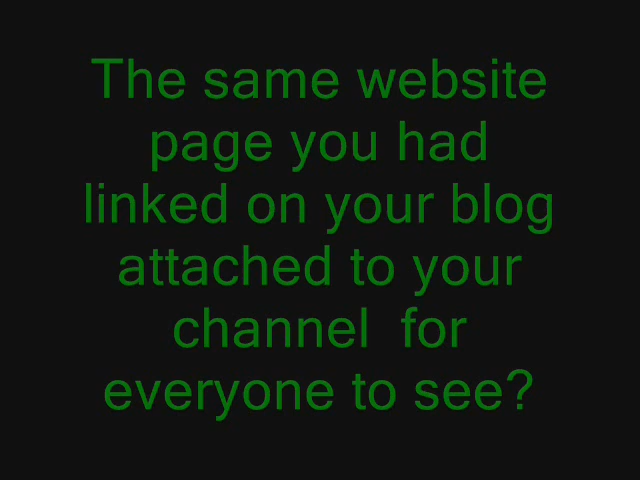 The same website
page you had
linked on your blog
attached to your
channel  for
everyone to see?